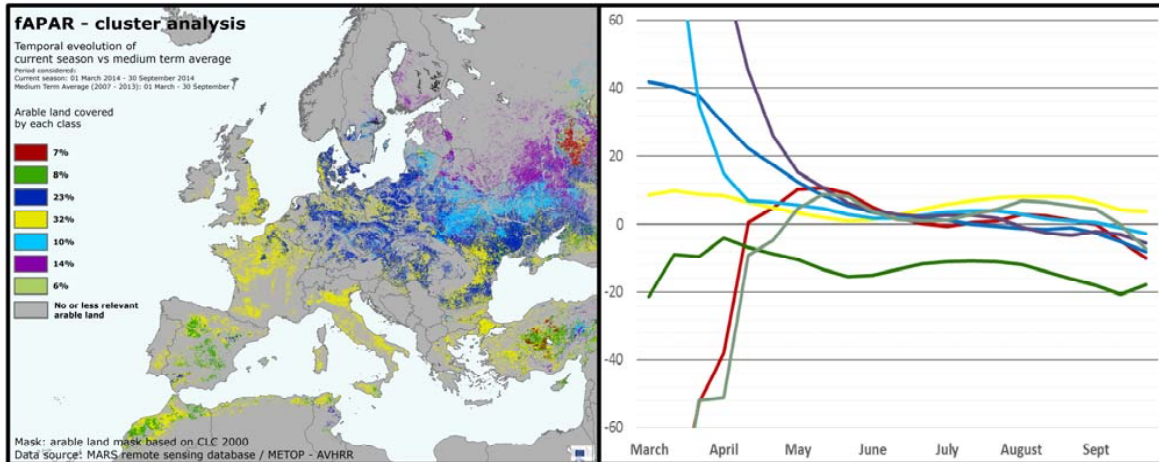 fAPAR - cluster analysis
Temporal eveolution of
current season vs medium term average
Period considered:
Current season: 01 March 2014 - 30 September 2014
Medium Term Average (2007 - 2013): 01 March - 30 September
Arable land covered
by each class
7%
8%
23%
32%
10%
14%
6%
No or less relevant
arable land
Mask: arable land mask based on CLC 2000
Data source: MARS remote sensing database / METOP - AVHRR
60
40
20
0
-20
-40
-60
March April May June July August Sept